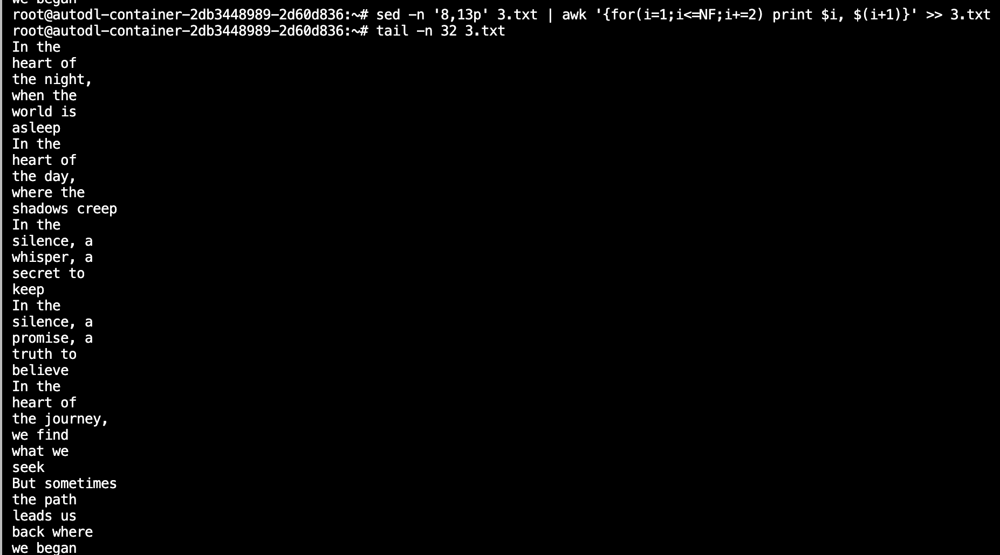 we began
root@autodl-container-2db3448989-2d60d836:~# sed -n '8,13p' 3.txt | awk '{for(i=1;i<=NF;i+=2) print $i, $(i+1)}' >> 3.txt
root@autodl-container-2db3448989-2d60d836:~# tail -n 32 3.txt
In the
heart of
the night,
when the
world is
asleep
In the
heart of
the day,
where the
shadows creep
In the
silence, a
whisper, a
secret to
keep
In the
silence, a
promise, a
truth to
believe
In the
heart of
the journey,
we find
what we
seek
But sometimes
the path
leads us
back where
we began